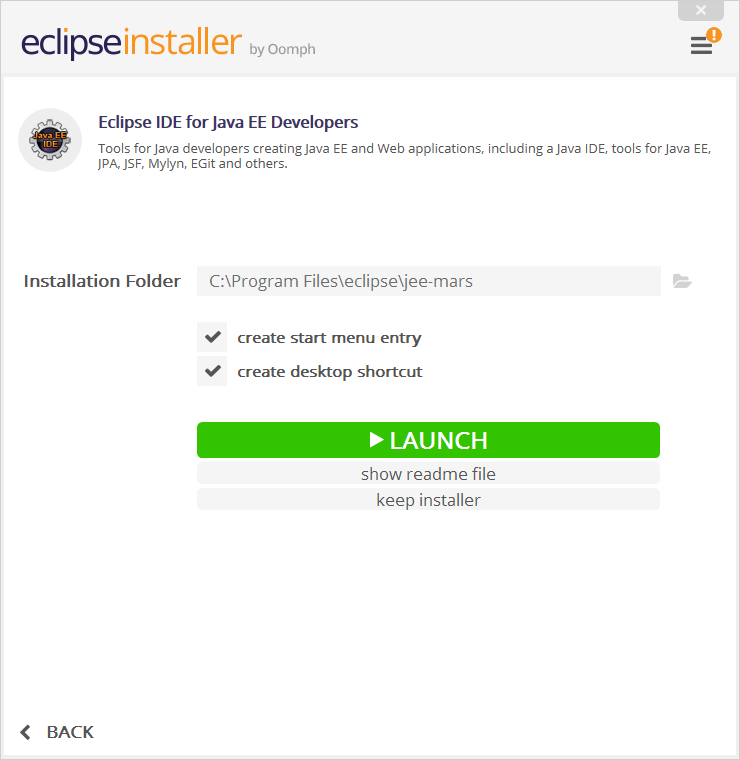 eclipseinstaller by Oomph
!
Java EE
IDE
Eclipse IDE for Java EE Developers
Tools for Java developers creating Java EE and Web applications, including a Java IDE, tools for Java EE,
JPA, JSF, Mylyn, EGit and others.
Installation Folder C:\Program Files\eclipse\jee-mars
create start menu entry
create desktop shortcut
LAUNCH
show readme file
keep installer
BACK